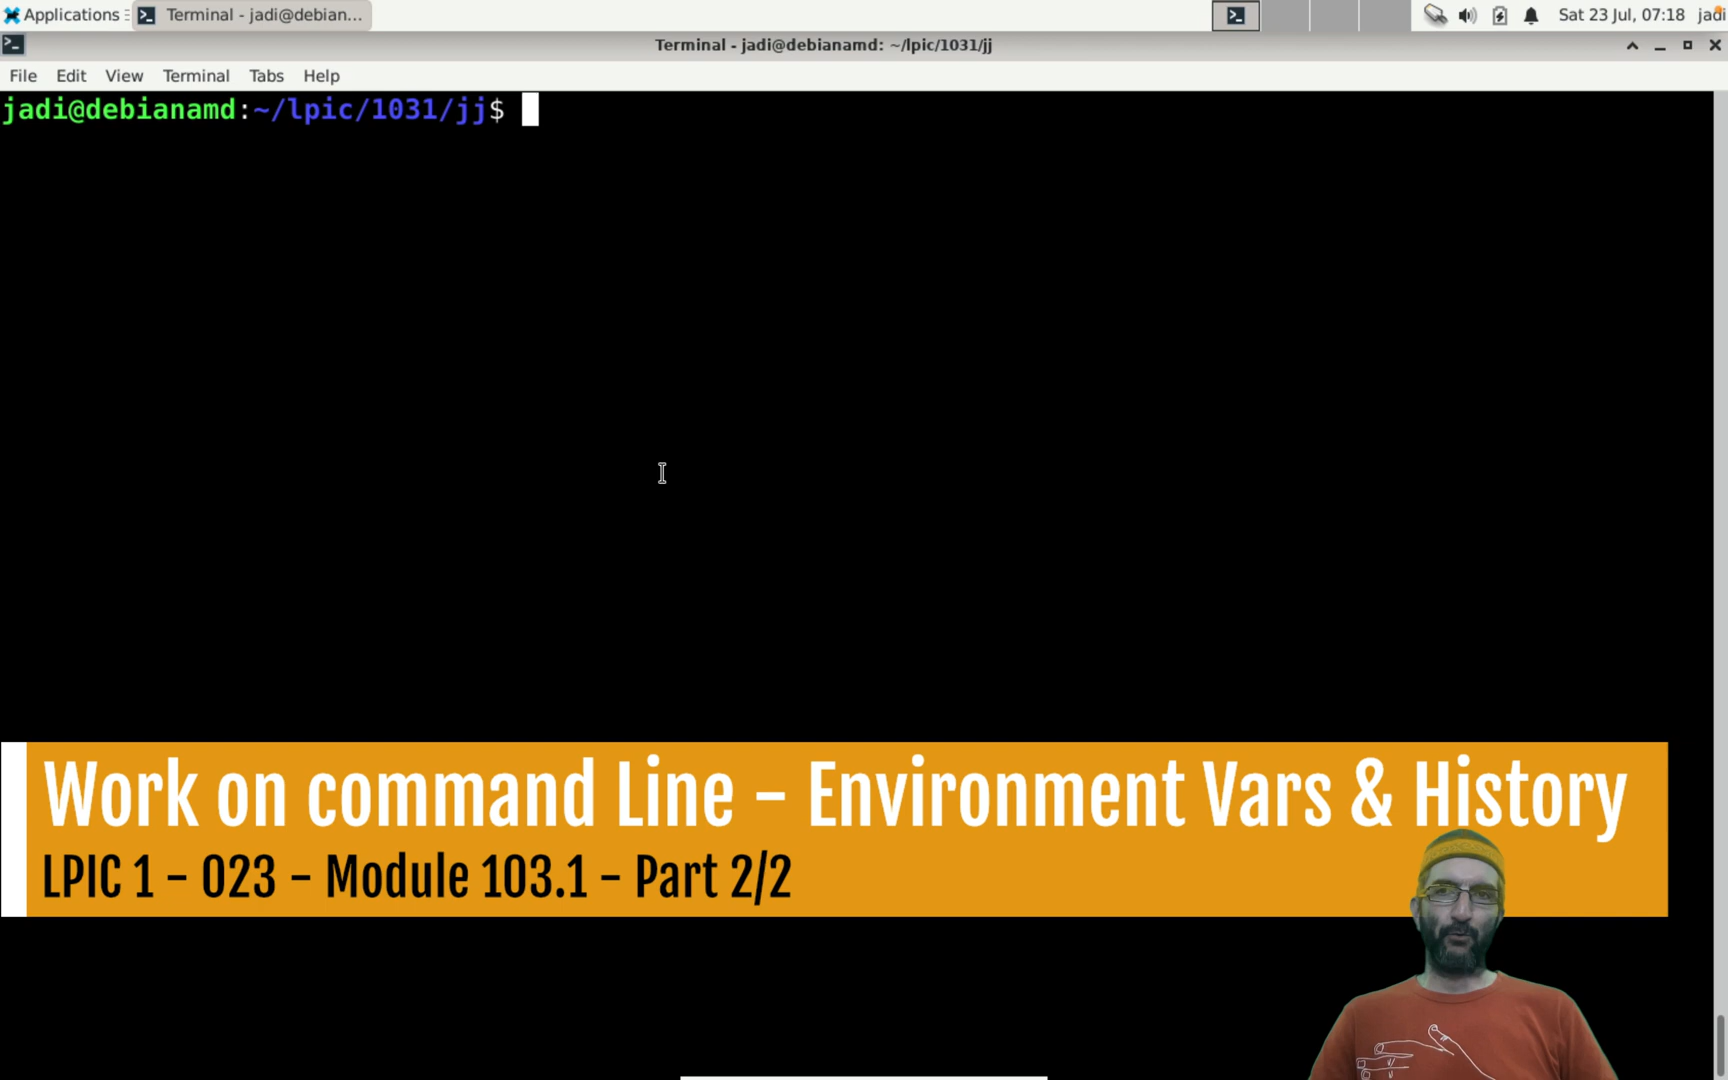 Applications
Terminal - jadi@debian...
Sat 23 Jul, 07:18
jadi
Terminal - jadi@debianamd: ~/lpic/1031/jj
File Edit View Terminal Tabs Help
jadi@debianamd:~/lpic/1031/jj$
Work on command Line - Environment Vars & History
LPIC 1 - 023 - Module 103.1 - Part 2/2